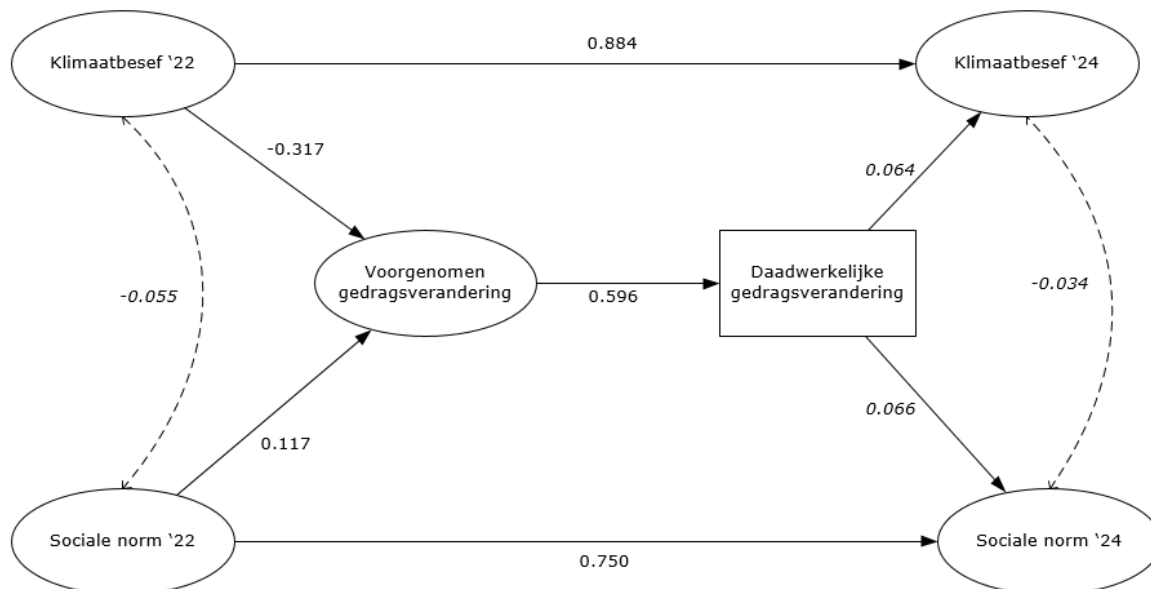 Klimaatbesef ‘22
0.884
Klimaatbesef ‘24
-0.317
0.064
Voorgenomen
gedragsverandering
0.596
Daadwerkelijke
gedragsverandering
-0.055
-0.034
0.066
0.117
Sociale norm ‘22
0.750
Sociale norm ‘24